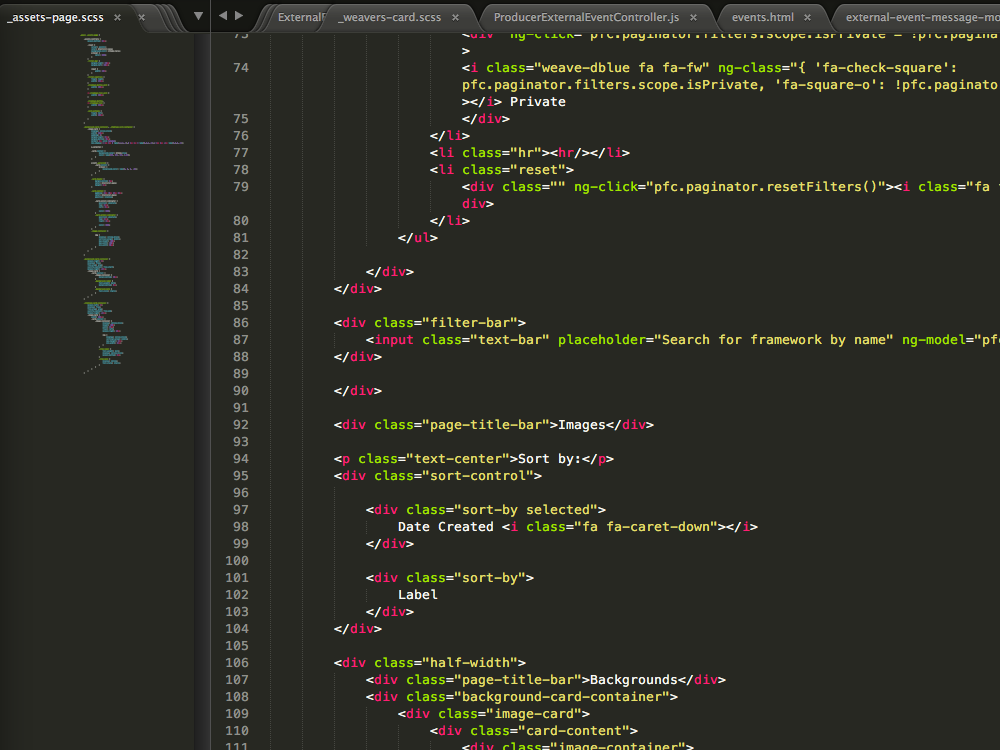 _assets-page.scss × ×
▼ ◀ ▶ ExternalE _weavers-card.scss × ProducerExternalEventController.js × events.html × external-event-message-mo
73 <div ng-click="pfc.paginator.filters.scope.isPrivate = !pfc.pagina
>
74 <i class="weave-dblue fa fa-fw" ng-class="{ 'fa-check-square':
pfc.paginator.filters.scope.isPrivate, 'fa-square-o': !pfc.paginato
></i> Private
75 </div>
76 </li>
77 <li class="hr"><hr/></li>
78 <li class="reset">
79 <div class="" ng-click="pfc.paginator.resetFilters()"><i class="fa
div>
80 </li>
81 </ul>
82
83 </div>
84 </div>
85
86 <div class="filter-bar">
87 <input class="text-bar" placeholder="Search for framework by name" ng-model="pf
88 </div>
89
90 </div>
91
92 <div class="page-title-bar">Images</div>
93
94 <p class="text-center">Sort by:</p>
95 <div class="sort-control">
96
97 <div class="sort-by selected">
98 Date Created <i class="fa fa-caret-down"></i>
99 </div>
100
101 <div class="sort-by">
102 Label
103 </div>
104 </div>
105
106 <div class="half-width">
107 <div class="page-title-bar">Backgrounds</div>
108 <div class="background-card-container">
109 <div class="image-card">
110 <div class="card-content">
111 <div class="image-container">